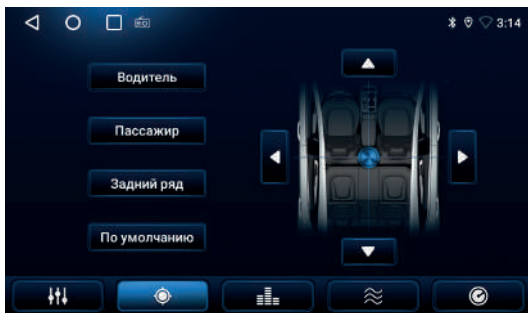 3:14
Водитель
Пассажир
Задний ряд
По умолчанию